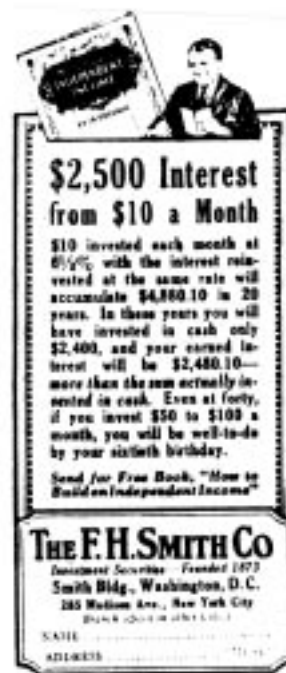 INDEPENDENT
INCOME
$2,500 Interest
from $10 a Month
$10 invested each month at
6½% with the interest rein-
vested at the same rate will
accumulate $4,880.10 in 20
years. In these years you will
have invested in cash only
$2,400, and your earned in-
terest will be $2,480.10—
more than the sum actually in-
vested in cash. Even at forty,
if you invest $50 to $100 a
month, you will be well-to-do
by your sixtieth birthday.
Send for Free Book, "How to
Build an Independent Income"
THE F. H. SMITH CO
Investment Securities—Founded 1873
Smith Bldg., Washington, D. C.
285 Madison Ave., New York City
NAME
ADDRESS